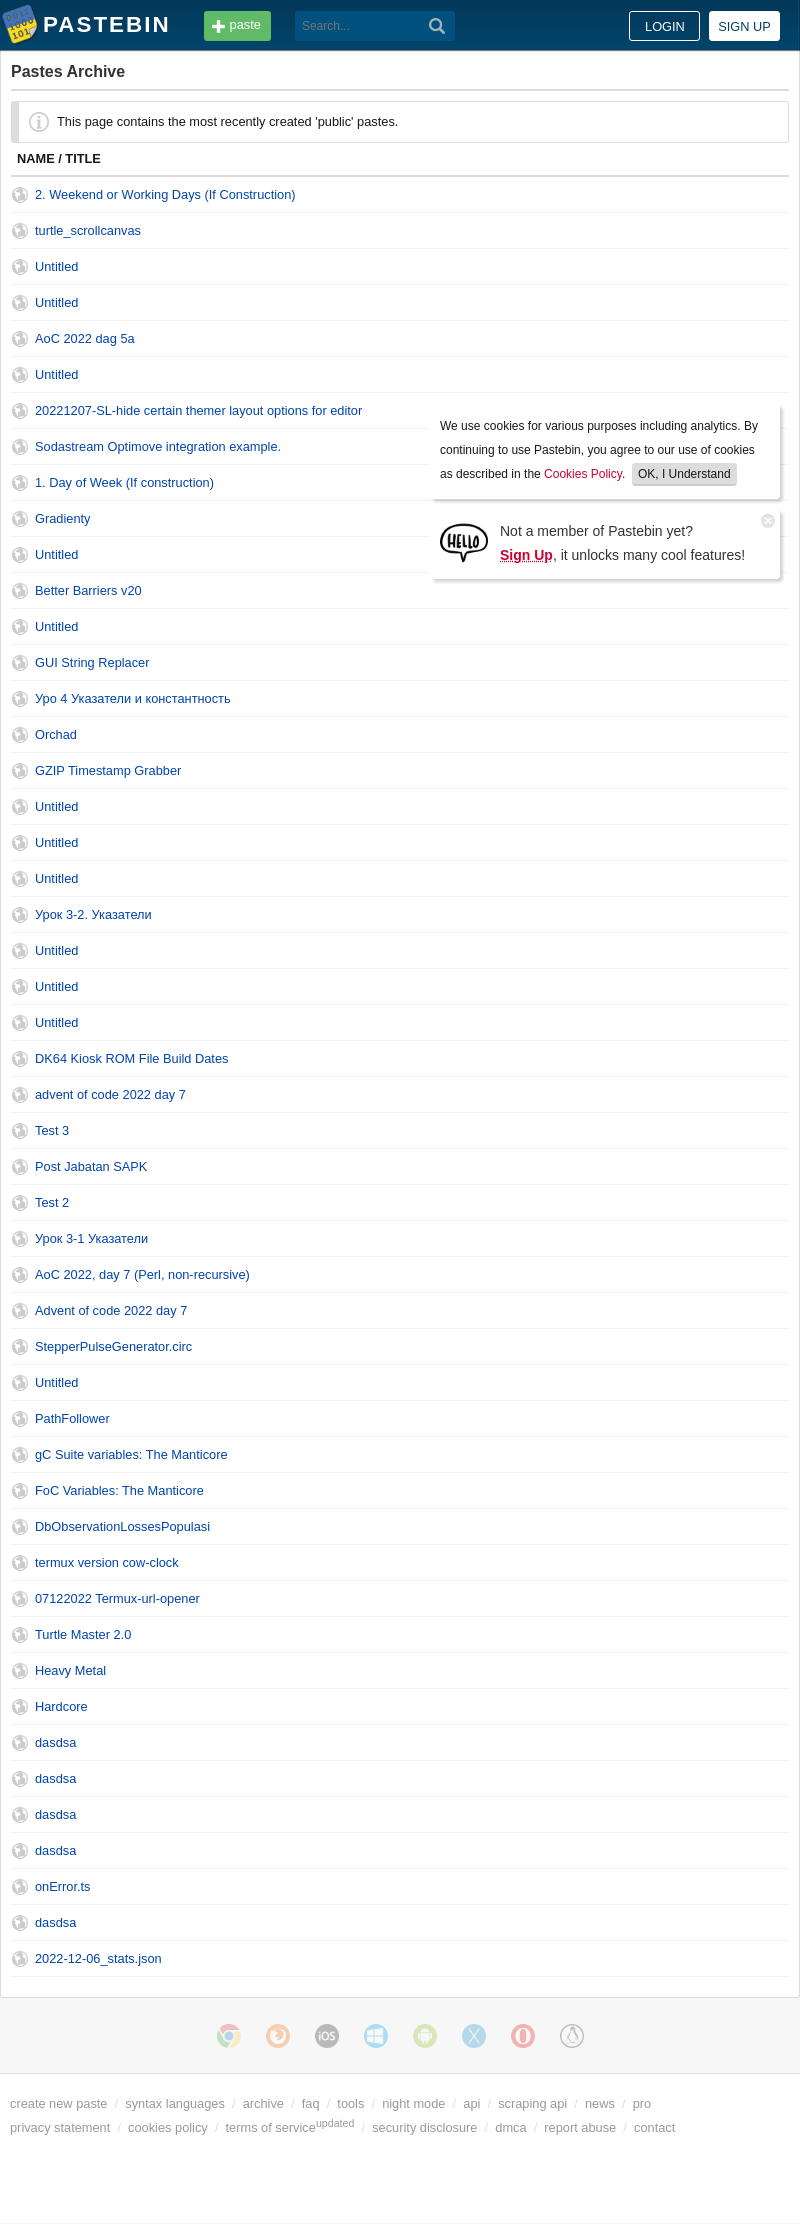 PASTEBIN
paste
Search...
LOGIN
SIGN UP
Pastes Archive
This page contains the most recently created 'public' pastes.
NAME / TITLE
2. Weekend or Working Days (If Construction)
turtle_scrollcanvas
Untitled
Untitled
AoC 2022 dag 5a
Untitled
20221207-SL-hide certain themer layout options for editor
Sodastream Optimove integration example.
1. Day of Week (If construction)
Gradienty
Untitled
We use cookies for various purposes including analytics. By
continuing to use Pastebin, you agree to our use of cookies
as described in the Cookies Policy. OK, I Understand
HELLO
Not a member of Pastebin yet?
Sign Up, it unlocks many cool features!
Better Barriers v20
Untitled
GUI String Replacer
Уро 4 Указатели и константность
Orchad
GZIP Timestamp Grabber
Untitled
Untitled
Untitled
Урок 3-2. Указатели
Untitled
Untitled
Untitled
DK64 Kiosk ROM File Build Dates
advent of code 2022 day 7
Test 3
Post Jabatan SAPK
Test 2
Урок 3-1 Указатели
AoC 2022, day 7 (Perl, non-recursive)
Advent of code 2022 day 7
StepperPulseGenerator.circ
Untitled
PathFollower
gC Suite variables: The Manticore
FoC Variables: The Manticore
DbObservationLossesPopulasi
termux version cow-clock
07122022 Termux-url-opener
Turtle Master 2.0
Heavy Metal
Hardcore
dasdsa
dasdsa
dasdsa
dasdsa
onError.ts
dasdsa
2022-12-06_stats.json
iOS
create new paste / syntax languages / archive / faq / tools / night mode / api / scraping api / news / pro
privacy statement / cookies policy / terms of service updated / security disclosure / dmca / report abuse / contact